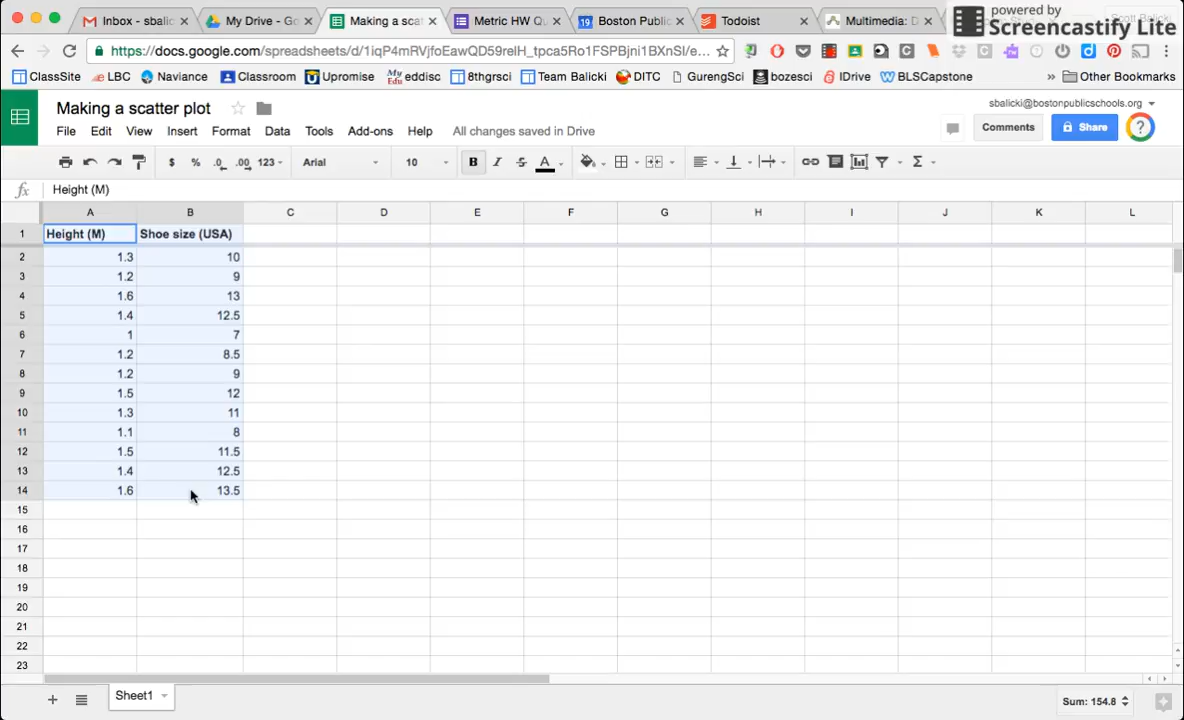 Inbox - sbalic
My Drive - Go
Making a scat
Metric HW Qu
19 Boston Public
Todoist
Multimedia: D
powered by
Screencastify Lite
https://docs.google.com/spreadsheets/d/1iqP4mRVjfoEawQD59relH_tpca5Ro1FSPBjni1BXnSI/e...
ClassSite LBC Naviance Classroom Upromise My Edu eddisc 8thgrsci Team Balicki DITC GurengSci bozesci IDrive BLSCapstone » Other Bookmarks
Making a scatter plot
sbalicki@bostonpublicschools.org
File Edit View Insert Format Data Tools Add-ons Help All changes saved in Drive
Comments Share ?
$ % .0 .00 123 Arial 10 B I S A Σ
fx Height (M)
A B C D E F G H I J K L
1 Height (M) Shoe size (USA)
2 1.3 10
3 1.2 9
4 1.6 13
5 1.4 12.5
6 1 7
7 1.2 8.5
8 1.2 9
9 1.5 12
10 1.3 11
11 1.1 8
12 1.5 11.5
13 1.4 12.5
14 1.6 13.5
15
16
17
18
19
20
21
22
23
+ Sheet1 Sum: 154.8